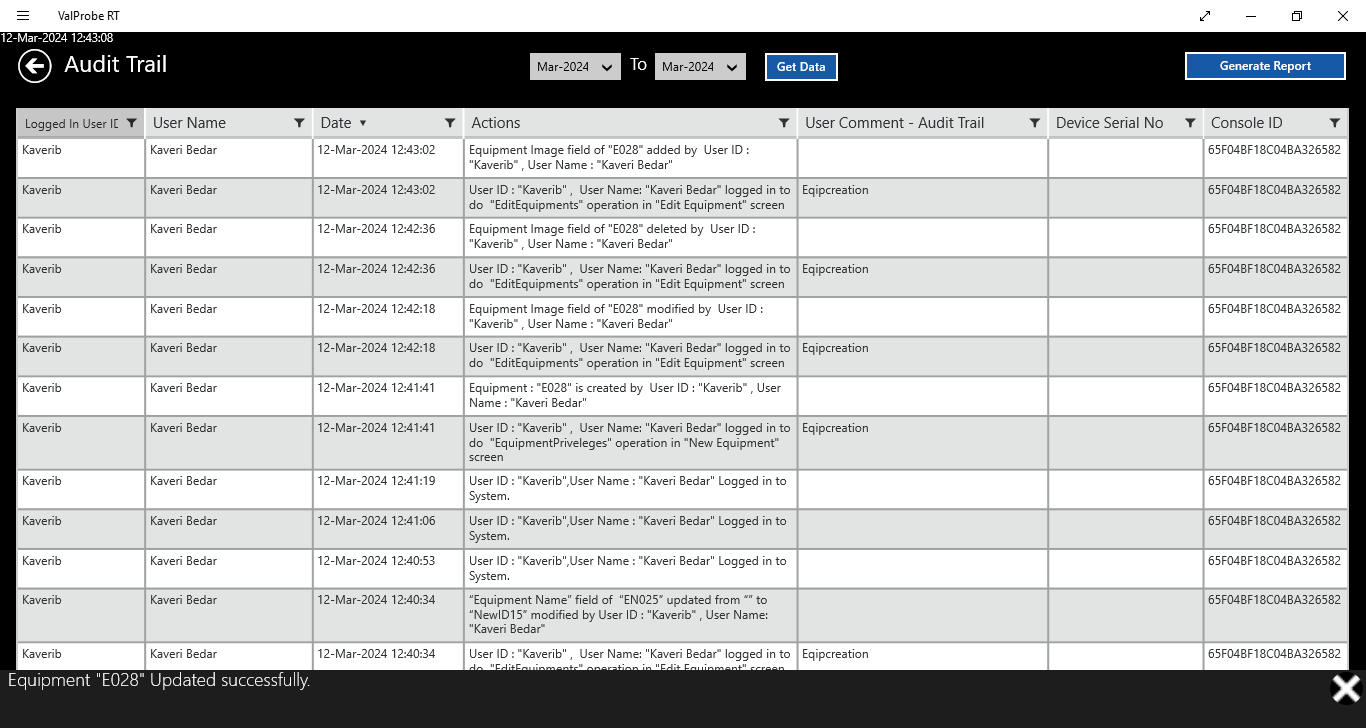 ValProbe RT
12-Mar-2024 12:43:08
Audit Trail
Mar-2024 To Mar-2024 Get Data Generate Report
Logged In User ID User Name Date Actions User Comment - Audit Trail Device Serial No Console ID
Kaverib Kaveri Bedar 12-Mar-2024 12:43:02 Equipment Image field of "E028" added by User ID : 65F04BF18C04BA326582
"Kaverib" , User Name : "Kaveri Bedar"
Kaverib Kaveri Bedar 12-Mar-2024 12:43:02 User ID : "Kaverib" , User Name: "Kaveri Bedar" logged in to Eqipcreation 65F04BF18C04BA326582
do "EditEquipments" operation in "Edit Equipment" screen
Kaverib Kaveri Bedar 12-Mar-2024 12:42:36 Equipment Image field of "E028" deleted by User ID : 65F04BF18C04BA326582
"Kaverib" , User Name : "Kaveri Bedar"
Kaverib Kaveri Bedar 12-Mar-2024 12:42:36 User ID : "Kaverib" , User Name: "Kaveri Bedar" logged in to Eqipcreation 65F04BF18C04BA326582
do "EditEquipments" operation in "Edit Equipment" screen
Kaverib Kaveri Bedar 12-Mar-2024 12:42:18 Equipment Image field of "E028" modified by User ID : 65F04BF18C04BA326582
"Kaverib" , User Name : "Kaveri Bedar"
Kaverib Kaveri Bedar 12-Mar-2024 12:42:18 User ID : "Kaverib" , User Name: "Kaveri Bedar" logged in to Eqipcreation 65F04BF18C04BA326582
do "EditEquipments" operation in "Edit Equipment" screen
Kaverib Kaveri Bedar 12-Mar-2024 12:41:41 Equipment : "E028" is created by User ID : "Kaverib" , User 65F04BF18C04BA326582
Name : "Kaveri Bedar"
Kaverib Kaveri Bedar 12-Mar-2024 12:41:41 User ID : "Kaverib" , User Name: "Kaveri Bedar" logged in to Eqipcreation 65F04BF18C04BA326582
do "EquipmentPriveleges" operation in "New Equipment"
screen
Kaverib Kaveri Bedar 12-Mar-2024 12:41:19 User ID : "Kaverib",User Name : "Kaveri Bedar" Logged in to 65F04BF18C04BA326582
System.
Kaverib Kaveri Bedar 12-Mar-2024 12:41:06 User ID : "Kaverib",User Name : "Kaveri Bedar" Logged in to 65F04BF18C04BA326582
System.
Kaverib Kaveri Bedar 12-Mar-2024 12:40:53 User ID : "Kaverib",User Name : "Kaveri Bedar" Logged in to 65F04BF18C04BA326582
System.
Kaverib Kaveri Bedar 12-Mar-2024 12:40:34 “Equipment Name” field of “EN025” updated from “” to 65F04BF18C04BA326582
“NewID15” modified by User ID : "Kaverib" , User Name:
"Kaveri Bedar"
Kaverib Kaveri Bedar 12-Mar-2024 12:40:34 User ID : "Kaverib" , User Name: "Kaveri Bedar" logged in to Eqipcreation 65F04BF18C04BA326582
do "EditEquipments" operation in "Edit Equipment" screen
Equipment "E028" Updated successfully.